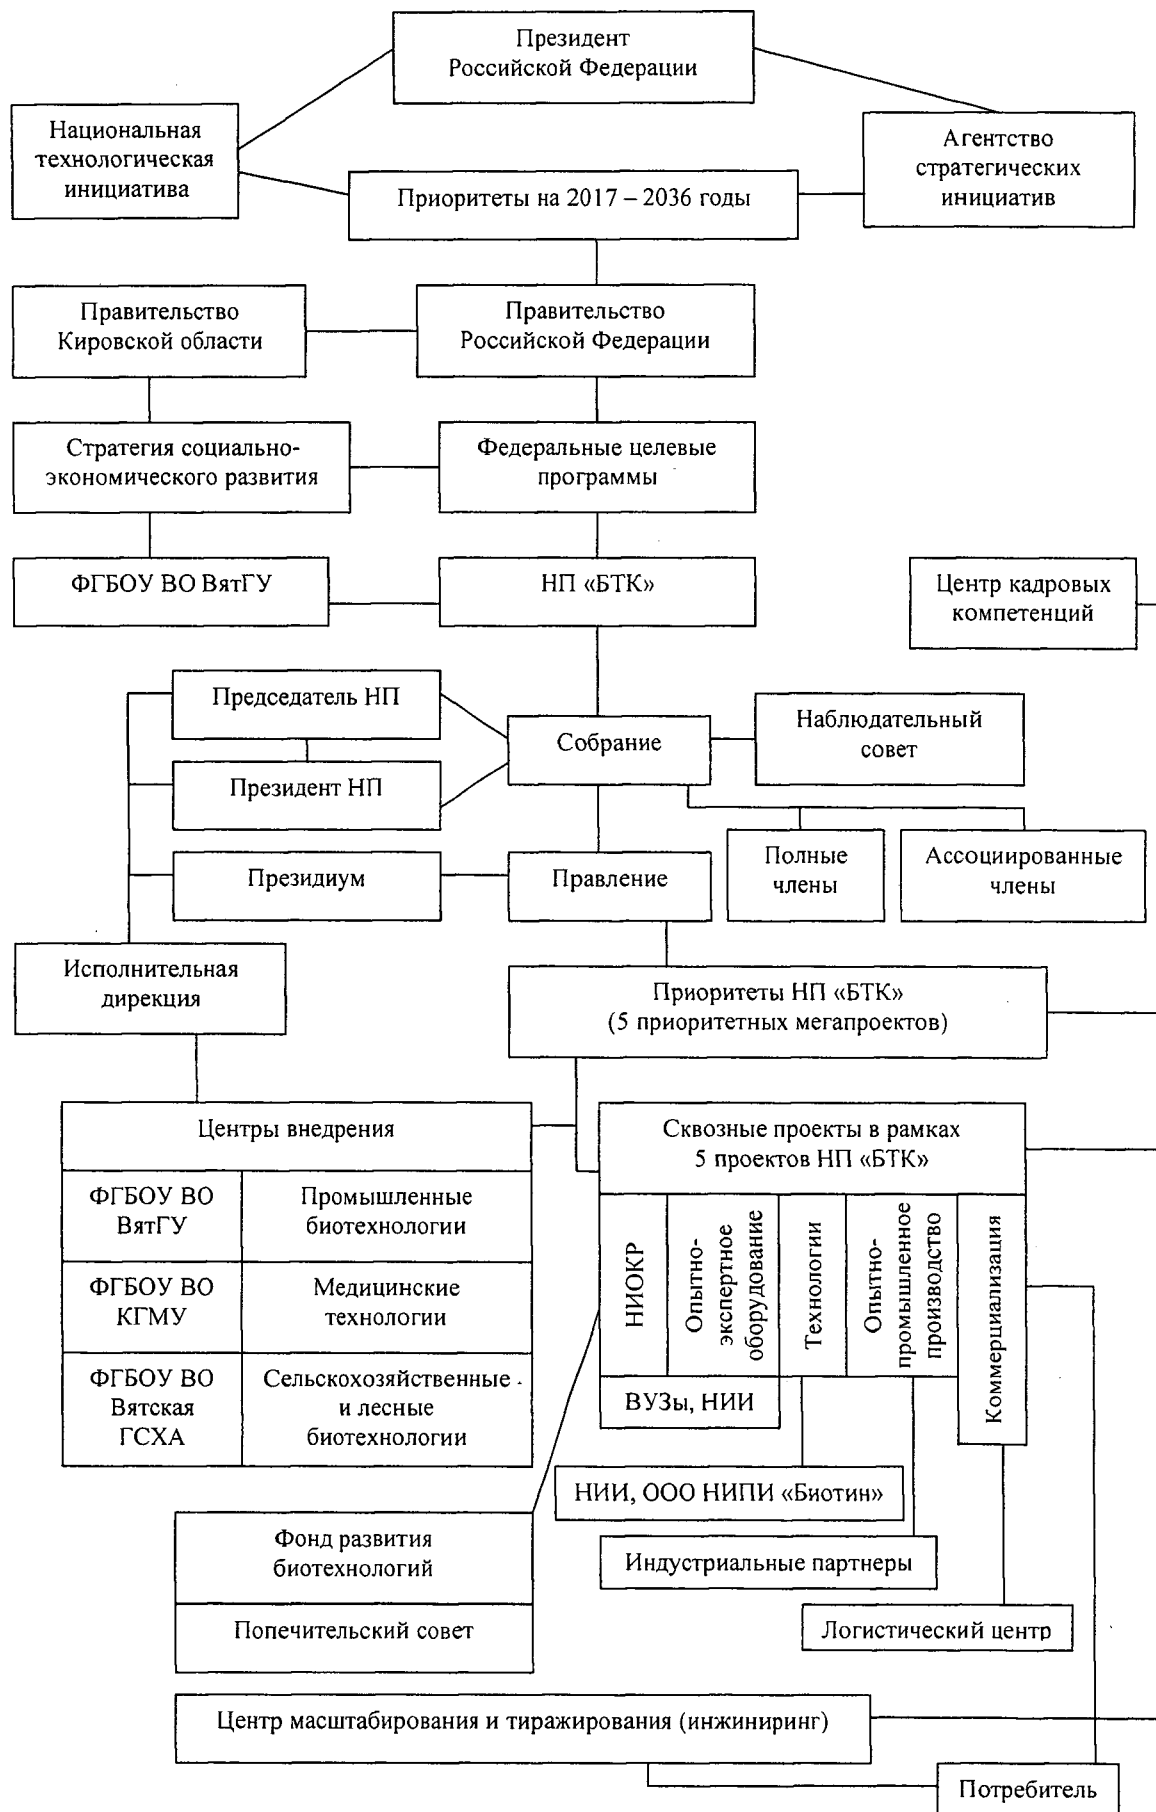 Президент
Российской Федерации
Национальная
технологическая
инициатива
Агентство
стратегических
инициатив
Приоритеты на 2017 – 2036 годы
Правительство
Кировской области
Правительство
Российской Федерации
Стратегия социально-
экономического развития
Федеральные целевые
программы
ФГБОУ ВО ВятГУ
НП «БТК»
Центр кадровых
компетенций
Председатель НП
Собрание
Наблюдательный
совет
Президент НП
Полные
члены
Ассоциированные
члены
Президиум
Правление
Исполнительная
дирекция
Приоритеты НП «БТК»
(5 приоритетных мегапроектов)
Центры внедрения
ФГБОУ ВО
ВятГУ
Промышленные
биотехнологии
ФГБОУ ВО
КГМУ
Медицинские
технологии
ФГБОУ ВО
Вятская
ГСХА
Сельскохозяйственные
и лесные
биотехнологии
Сквозные проекты в рамках
5 проектов НП «БТК»
НИОКР
Опытно-
экспертное
оборудование
Технологии
Опытно-
промышленное
производство
Коммерциализация
ВУЗы, НИИ
НИИ, ООО НИПИ «Биотин»
Индустриальные партнеры
Логистический центр
Фонд развития
биотехнологий
Попечительский совет
Центр масштабирования и тиражирования (инжиниринг)
Потребитель